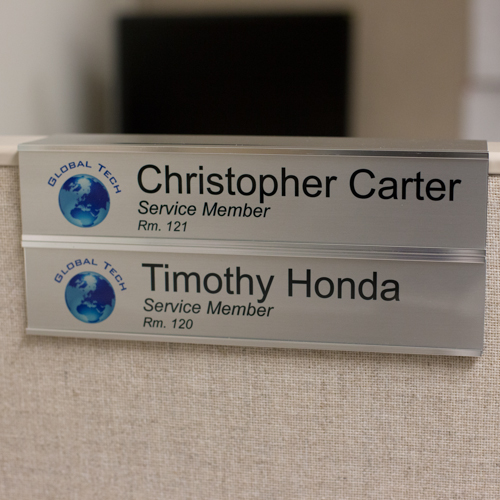 GLOBAL TECH
Christopher Carter
Service Member
Rm. 121
GLOBAL TECH
Timothy Honda
Service Member
Rm. 120